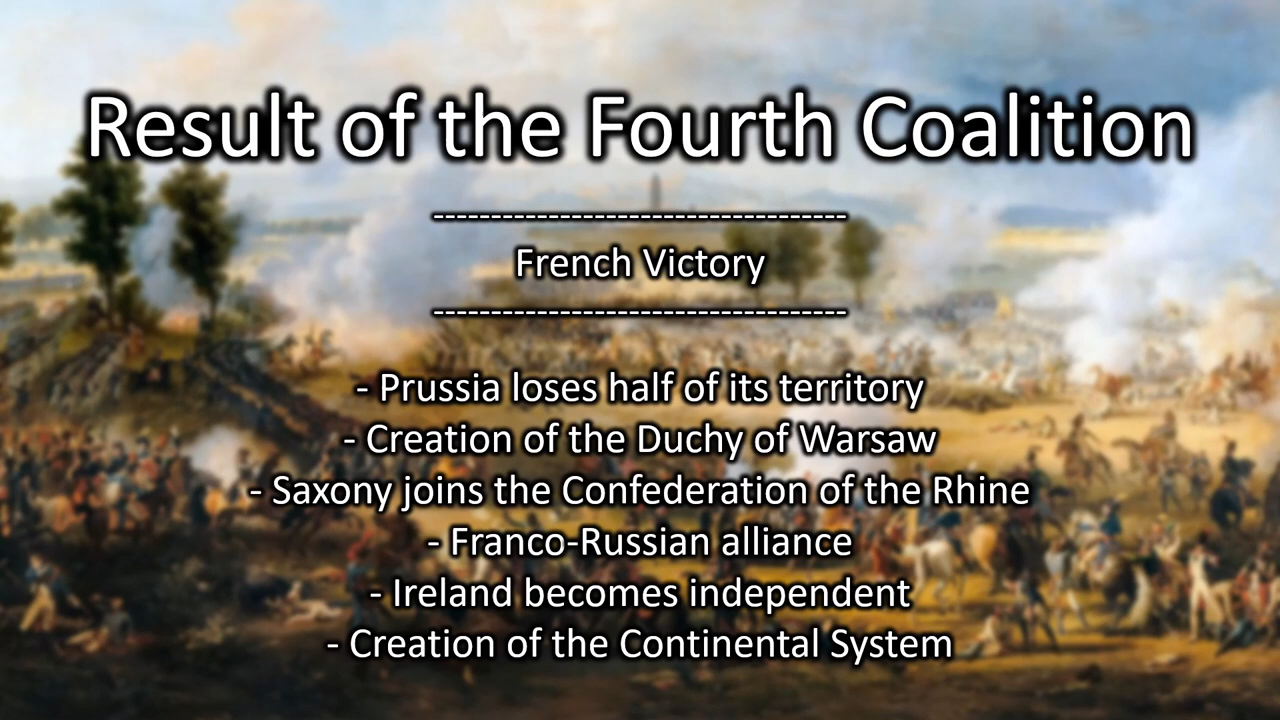 Result of the Fourth Coalition
------------------------------------
French Victory
------------------------------------
- Prussia loses half of its territory
- Creation of the Duchy of Warsaw
- Saxony joins the Confederation of the Rhine
- Franco-Russian alliance
- Ireland becomes independent
- Creation of the Continental System